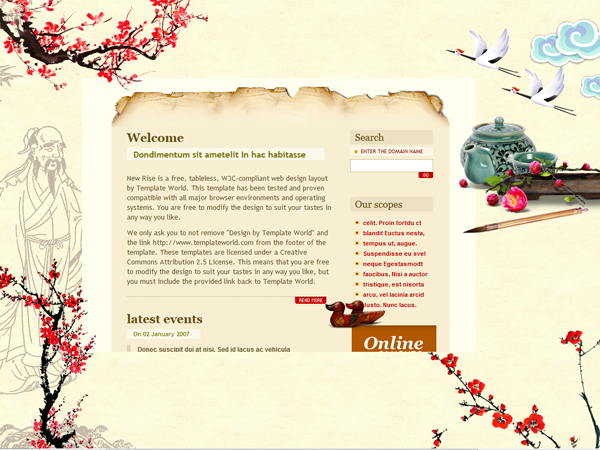 Welcome
Dondimentum sit ametelit In hac habitasse
New Rise is a free, tableless, W3C-compliant web design layout
by Template World. This template has been tested and proven
compatible with all major browser environments and operating
systems. You are free to modify the design to suit your tastes in
any way you like.
We only ask you to not remove "Design by Template World" and
the link http://www.templateworld.com from the footer of the
template. These templates are licensed under a Creative
Commons Attribution 2.5 License. This means that you are free
to modify the design to suit your tastes in any way you like, but
you must include the provided link back to Template World.
READ MORE
latest events
On 02 January 2007
Donec suscipit dui at nisi. Sed id lacus ac vehicula
Search
ENTER THE DOMAIN NAME
GO
Our scopes
celit. Proin tortdu ct
blandit Euctus nesta,
tempus ut, augue.
Suspendisse eu svel
neque Egestasmodt
faucibus, Nisi a auctor
tristique, est nisorta
arcu, vel lacinia arcid
Justo. Nunc lacus.
Online